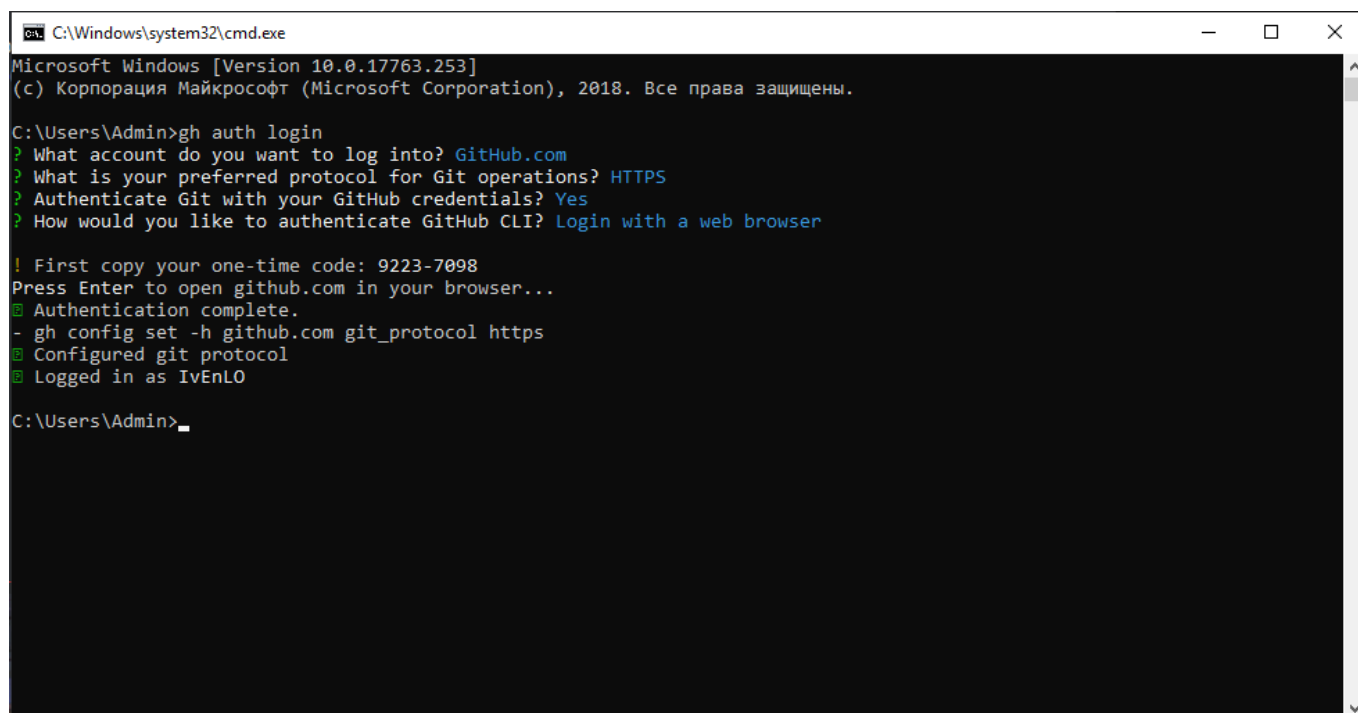 C:\Windows\system32\cmd.exe
Microsoft Windows [Version 10.0.17763.253]
(c) Корпорация Майкрософт (Microsoft Corporation), 2018. Все права защищены.
C:\Users\Admin>gh auth login
? What account do you want to log into? GitHub.com
? What is your preferred protocol for Git operations? HTTPS
? Authenticate Git with your GitHub credentials? Yes
? How would you like to authenticate GitHub CLI? Login with a web browser
! First copy your one-time code: 9223-7098
Press Enter to open github.com in your browser...
Authentication complete.
- gh config set -h github.com git_protocol https
Configured git protocol
Logged in as IvEnLO
C:\Users\Admin>